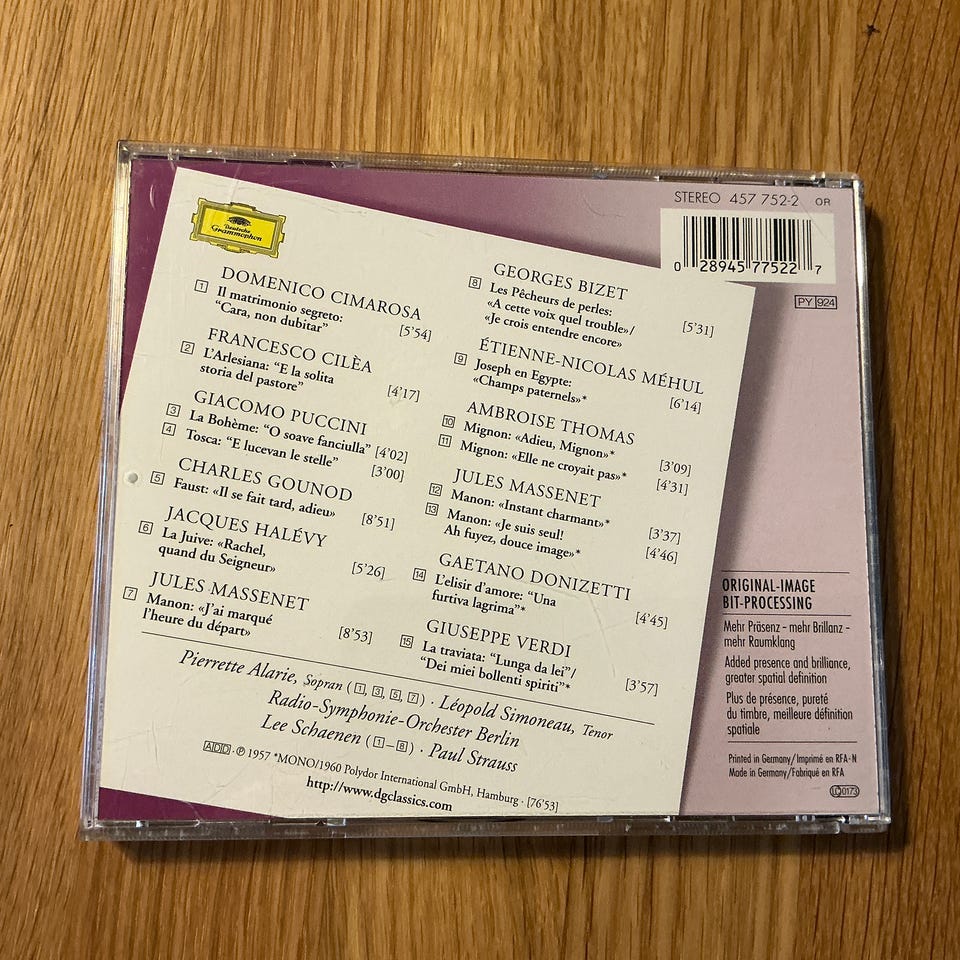 Deutsche
Grammophon
STEREO 457 752-2 OR
0 28945 77522 7
PY 924
DOMENICO CIMAROSA
1 Il matrimonio segreto:
“Cara, non dubitar” [5'54]
FRANCESCO CILÈA
2 L'Arlesiana: “E la solita
storia del pastore” [4'17]
GIACOMO PUCCINI
3 La Bohème: “O soave fanciulla” [4'02]
4 Tosca: “E lucevan le stelle” [3'00]
CHARLES GOUNOD
5 Faust: «Il se fait tard, adieu» [8'51]
JACQUES HALÉVY
6 La Juive: «Rachel,
quand du Seigneur» [5'26]
JULES MASSENET
7 Manon: «J'ai marqué
l'heure du départ» [8'53]
GEORGES BIZET
8 Les Pêcheurs de perles:
«A cette voix quel trouble»/
«Je crois entendre encore» [5'31]
ÉTIENNE-NICOLAS MÉHUL
9 Joseph en Egypte:
«Champs paternels»* [6'14]
AMBROISE THOMAS
10 Mignon: «Adieu, Mignon»* [3'09]
11 Mignon: «Elle ne croyait pas»* [4'31]
JULES MASSENET
12 Manon: «Instant charmant»* [3'37]
13 Manon: «Je suis seul!
Ah fuyez, douce image»* [4'46]
GAETANO DONIZETTI
14 L'elisir d'amore: “Una
furtiva lagrima”* [4'45]
GIUSEPPE VERDI
15 La traviata: “Lunga da lei”/
“Dei miei bollenti spiriti”* [3'57]
Pierrette Alarie, Sopran (1, 3, 5, 7) · Léopold Simoneau, Tenor
Radio-Symphonie-Orchester Berlin
Lee Schaenen (1–8) · Paul Strauss
ADD · ℗ 1957 *MONO/1960 Polydor International GmbH, Hamburg · [76'53]
http://www.dgclassics.com
ORIGINAL-IMAGE
BIT-PROCESSING
Mehr Präsenz – mehr Brillanz –
mehr Raumklang
Added presence and brilliance,
greater spatial definition
Plus de présence, pureté
du timbre, meilleure définition
spatiale
Printed in Germany/Imprimé en RFA·N
Made in Germany/Fabriqué en RFA
LC 0173